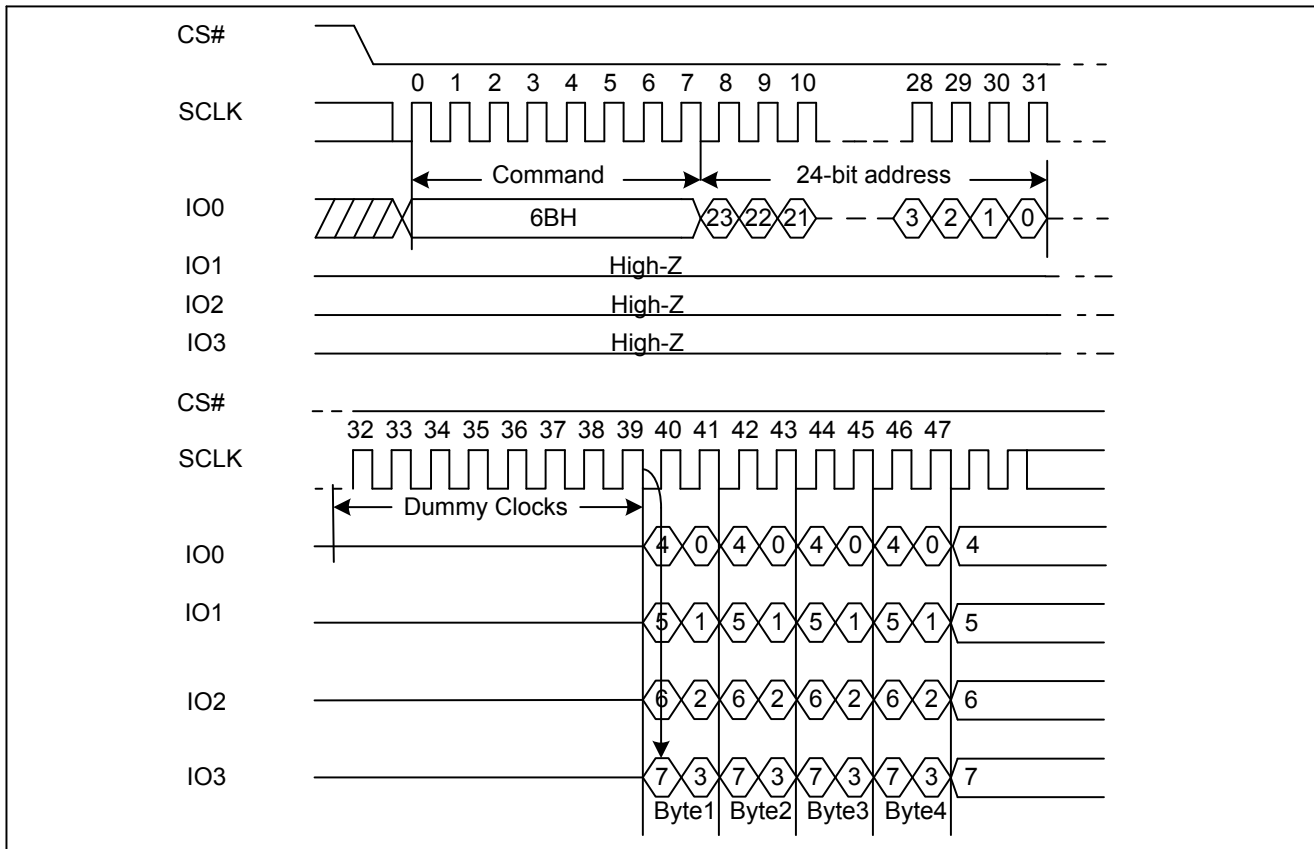 CS#
0 1 2 3 4 5 6 7 8 9 10 28 29 30 31
SCLK
Command 24-bit address
IO0 6BH 23 22 21 3 2 1 0
IO1 High-Z
IO2 High-Z
IO3 High-Z
CS#
32 33 34 35 36 37 38 39 40 41 42 43 44 45 46 47
SCLK
Dummy Clocks
IO0 4 0 4 0 4 0 4 0 4
IO1 5 1 5 1 5 1 5 1 5
IO2 6 2 6 2 6 2 6 2 6
IO3 7 3 7 3 7 3 7 3 7
Byte1 Byte2 Byte3 Byte4